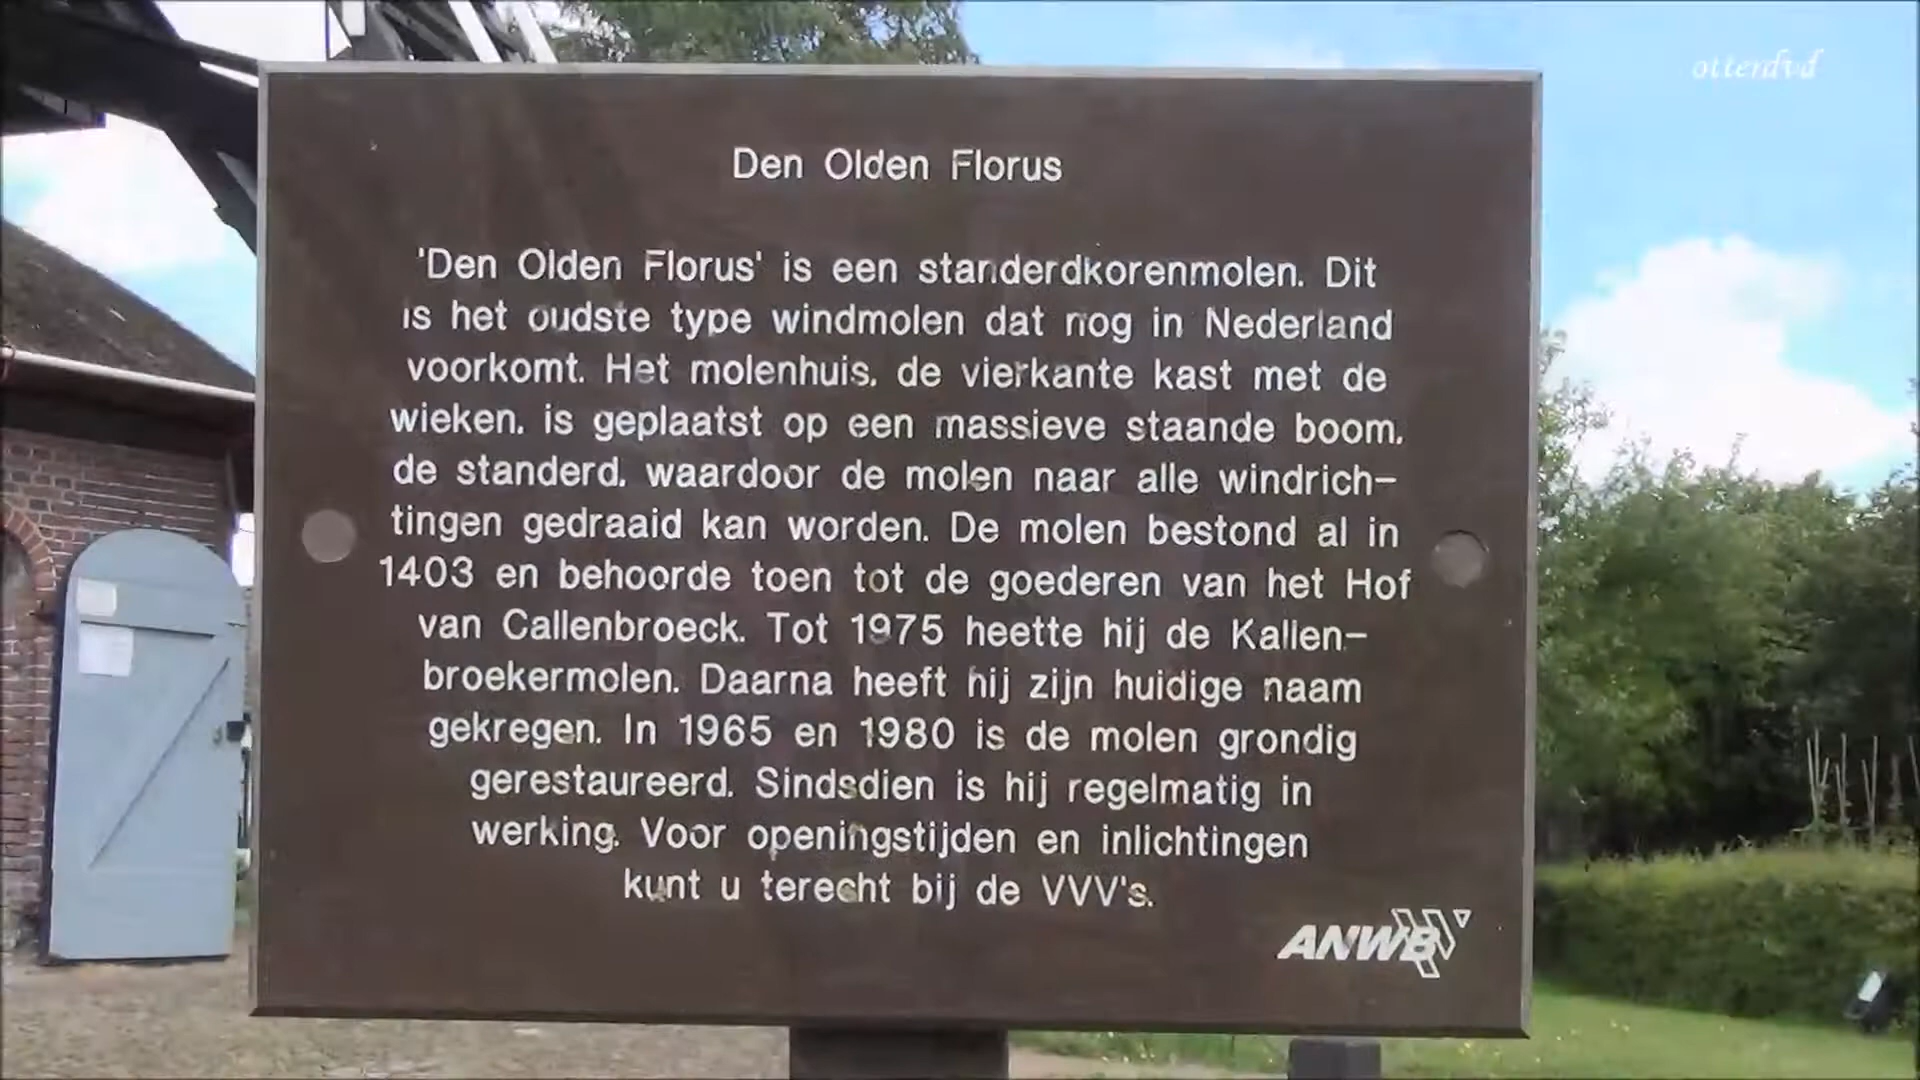 otterdvd
Den Olden Florus
'Den Olden Florus' is een standerdkorenmolen. Dit
is het oudste type windmolen dat nog in Nederland
voorkomt. Het molenhuis, de vierkante kast met de
wieken, is geplaatst op een massieve staande boom,
de standerd, waardoor de molen naar alle windrich-
tingen gedraaid kan worden. De molen bestond al in
1403 en behoorde toen tot de goederen van het Hof
van Callenbroeck. Tot 1975 heette hij de Kallen-
broekermolen. Daarna heeft hij zijn huidige naam
gekregen. In 1965 en 1980 is de molen grondig
gerestaureerd. Sindsdien is hij regelmatig in
werking. Voor openingstijden en inlichtingen
kunt u terecht bij de VVV's.
ANWB